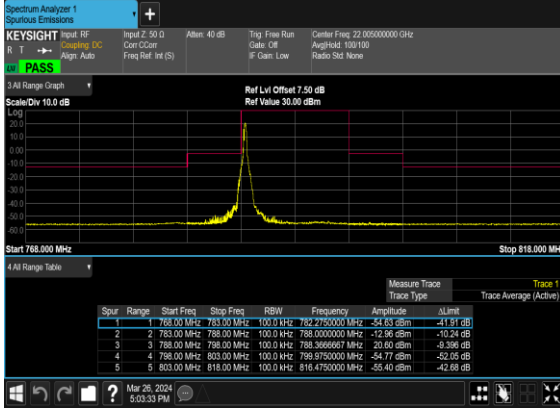 Spectrum Analyzer 1
Spurious Emissions
+
KEYSIGHT Input: RF Input Z: 50 Ω Atten: 40 dB Trig: Free Run Center Freq: 22.005000000 GHz
R T Coupling: DC Corr CCorr Gate: Off Avg|Hold: 100/100
Align: Auto Freq Ref: Int (S) IF Gain: Low Radio Std: None
LXI PASS
3 All Range Graph
Ref Lvl Offset 7.50 dB
Scale/Div 10.0 dB Ref Value 30.00 dBm
Log
20.0
10.0
0.00
-10.0
-20.0
-30.0
-40.0
-50.0
-60.0
Start 768.000 MHz Stop 818.000 MH
4 All Range Table
Measure Trace Trace 1
Trace Type Trace Average (Active)
Spur Range Start Freq Stop Freq RBW Frequency Amplitude ΔLimit
1 1 768.00 MHz 783.00 MHz 100.0 kHz 782.2750000 MHz -54.63 dBm -41.91 dB
2 2 783.00 MHz 788.00 MHz 100.0 kHz 788.0000000 MHz -12.96 dBm -10.24 dB
3 3 788.00 MHz 798.00 MHz 100.0 kHz 788.3666667 MHz 20.60 dBm -9.396 dB
4 4 798.00 MHz 803.00 MHz 100.0 kHz 799.9750000 MHz -54.77 dBm -52.05 dB
5 5 803.00 MHz 818.00 MHz 100.0 kHz 816.4750000 MHz -55.40 dBm -42.68 dB
? Mar 26, 2024
5:03:33 PM